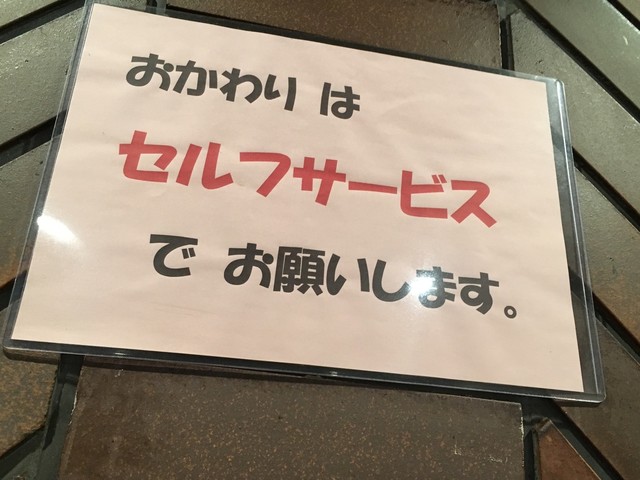 おかわり は
セルフサービス
で お願いします。